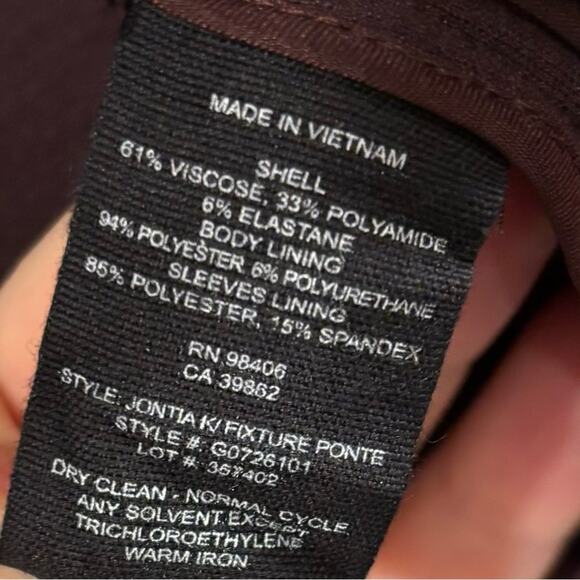 MADE IN VIETNAM
SHELL
61% VISCOSE, 33% POLYAMIDE
6% ELASTANE
BODY LINING
94% POLYESTER 6% POLYURETHANE
SLEEVES LINING
85% POLYESTER, 15% SPANDEX
RN 98406
CA 39862
STYLE: JONTIA K/ FIXTURE PONTE
STYLE # G0726101
LOT #: 357402
DRY CLEAN - NORMAL CYCLE,
ANY SOLVENT EXCEPT
TRICHLOROETHYLENE
WARM IRON